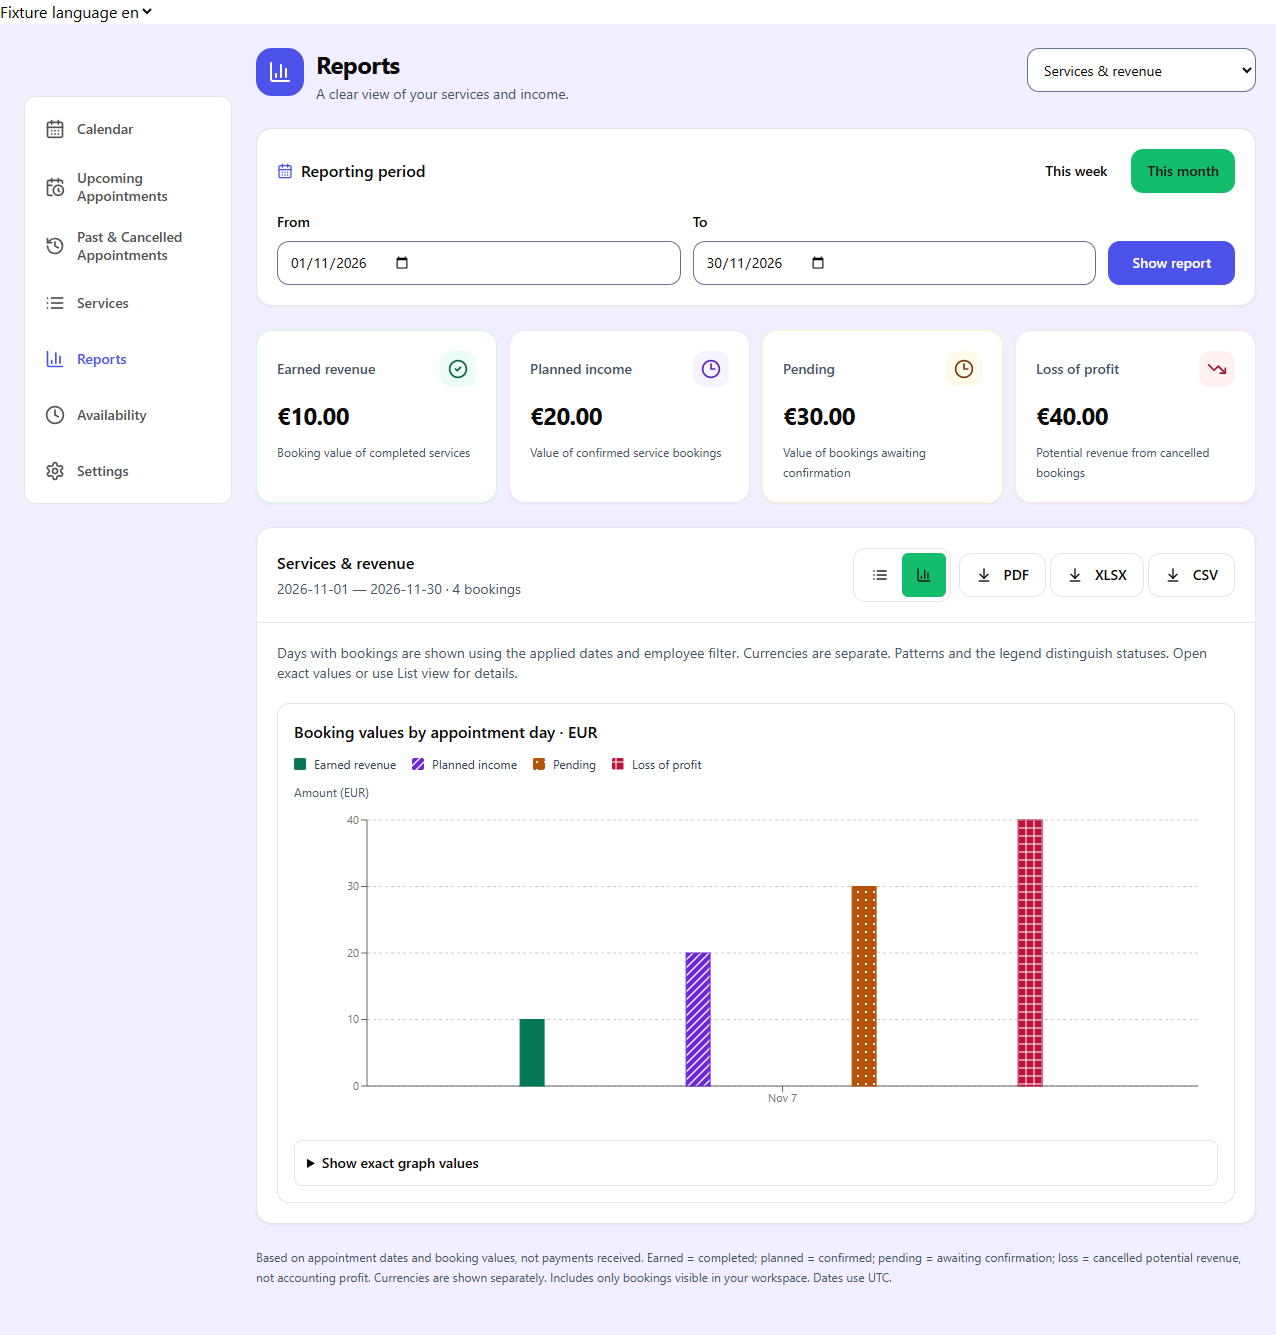 Fixture language en
Reports
A clear view of your services and income.
Services & revenue
Calendar
Upcoming
Appointments
Past & Cancelled
Appointments
Services
Reports
Availability
Settings
Reporting period
This week
This month
From
To
01/11/2026
30/11/2026
Show report
Earned revenue
€10.00
Booking value of completed services
Planned income
€20.00
Value of confirmed service bookings
Pending
€30.00
Value of bookings awaiting
confirmation
Loss of profit
€40.00
Potential revenue from cancelled
bookings
Services & revenue
2026-11-01 — 2026-11-30 · 4 bookings
PDF
XLSX
CSV
Days with bookings are shown using the applied dates and employee filter. Currencies are separate. Patterns and the legend distinguish statuses. Open
exact values or use List view for details.
Booking values by appointment day · EUR
Earned revenue
Planned income
Pending
Loss of profit
Amount (EUR)
40
30
20
10
0
Nov 7
Show exact graph values
Based on appointment dates and booking values, not payments received. Earned = completed; planned = confirmed; pending = awaiting confirmation; loss = cancelled potential revenue,
not accounting profit. Currencies are shown separately. Includes only bookings visible in your workspace. Dates use UTC.